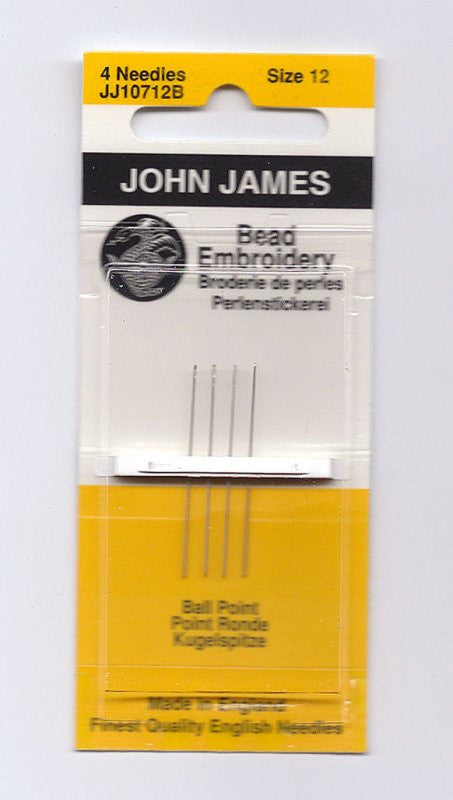 4 Needies Size 12
JJ10712B
JOHN JAMES
Bead
Embroidery
Broderie de perles
Perlenstickerei
Ball Point
Point Ronde
Kugelspitze
Made in England
Finest Quality English Needles